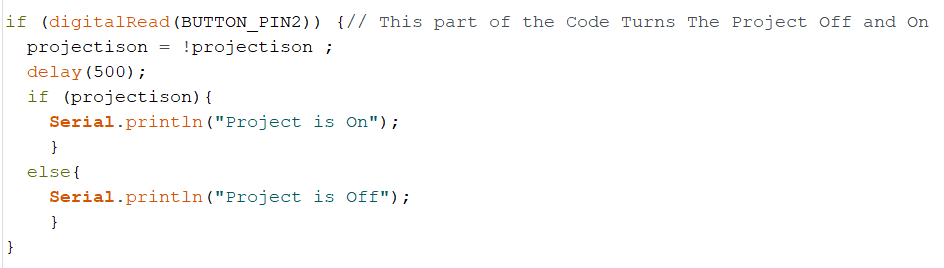 if (digitalRead(BUTTON_PIN2)) {// This part of the Code Turns The Project Off and On
  projectison = !projectison ;
  delay(500);
  if (projectison){
    Serial.println("Project is On");
    }
  else{
    Serial.println("Project is Off");
    }
}